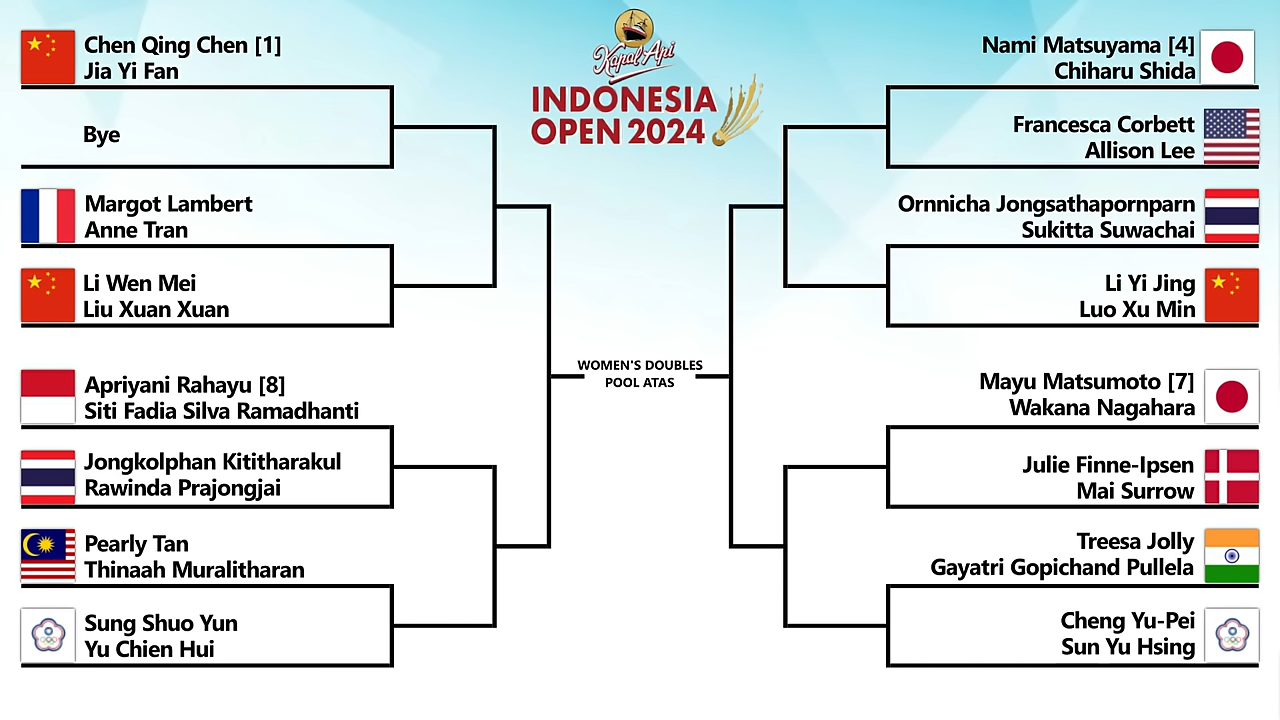 Chen Qing Chen [1]
Jia Yi Fan
Bye
Margot Lambert
Anne Tran
Li Wen Mei
Liu Xuan Xuan
Apriyani Rahayu [8]
Siti Fadia Silva Ramadhanti
Jongkolphan Kititharakul
Rawinda Prajongjai
Pearly Tan
Thinaah Muralitharan
Sung Shuo Yun
Yu Chien Hui
Kapal Api
INDONESIA
OPEN 2024
WOMEN'S DOUBLES
POOL ATAS
Nami Matsuyama [4]
Chiharu Shida
Francesca Corbett
Allison Lee
Ornnicha Jongsathapornparn
Sukitta Suwachai
Li Yi Jing
Luo Xu Min
Mayu Matsumoto [7]
Wakana Nagahara
Julie Finne-Ipsen
Mai Surrow
Treesa Jolly
Gayatri Gopichand Pullela
Cheng Yu-Pei
Sun Yu Hsing